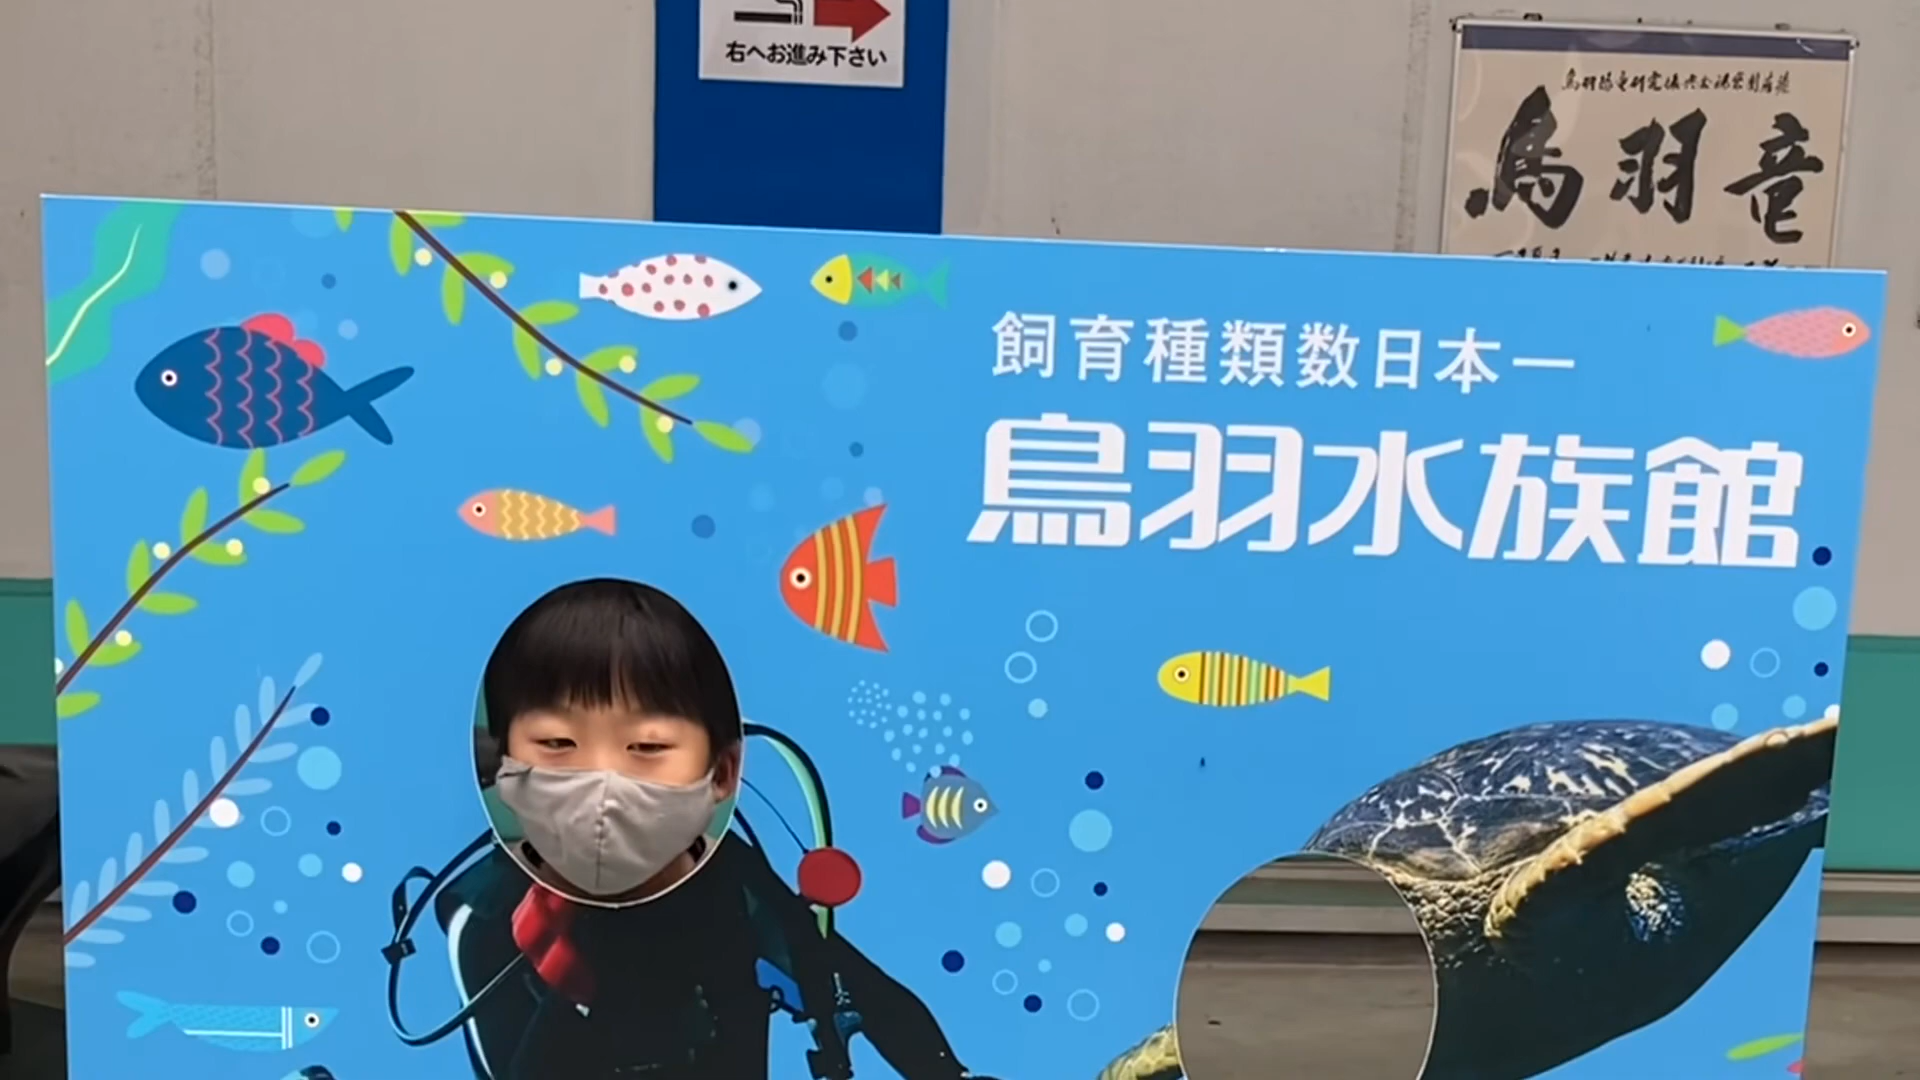 右へお進み下さい
鳥羽竜
飼育種類数日本一
鳥羽水族館